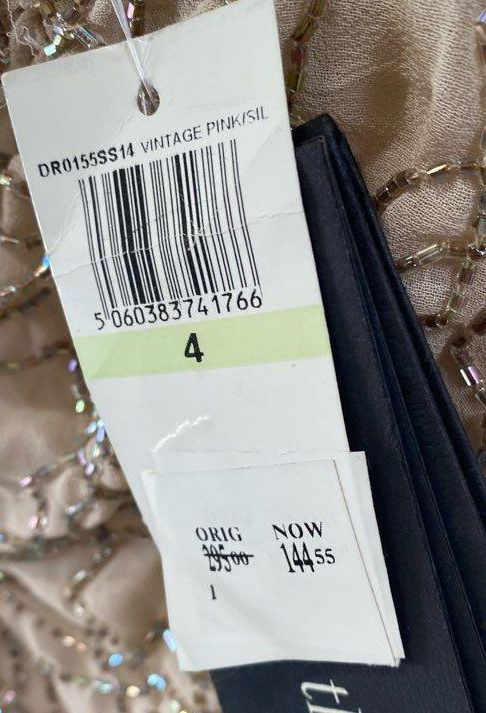 DR0155SS14 VINTAGE PINK/SIL
5 060383 741766
4
ORIG NOW
295 00 144 55
1